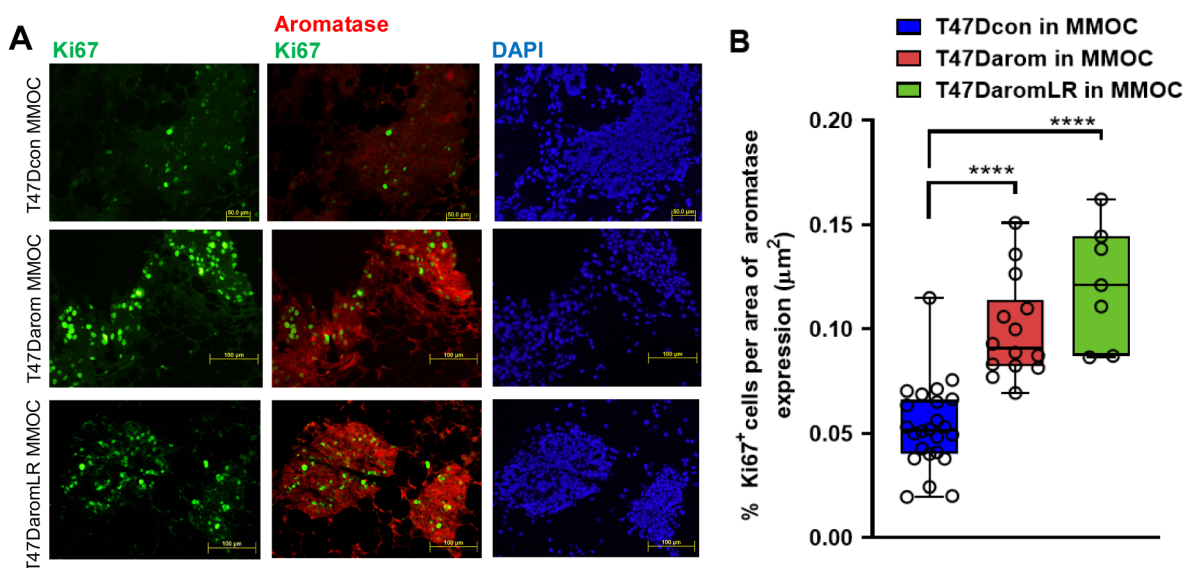 A
Ki67
Aromatase
Ki67
DAPI
T47Dcon MMOC
50.0 µm
50.0 µm
50.0 µm
T47Darom MMOC
100 µm
100 µm
100 µm
T47DaromLR MMOC
100 µm
100 µm
100 µm
B
T47Dcon in MMOC
T47Darom in MMOC
T47DaromLR in MMOC
% Ki67+ cells per area of aromatase
expression (µm2)
0.20
0.15
0.10
0.05
0.00
****
****